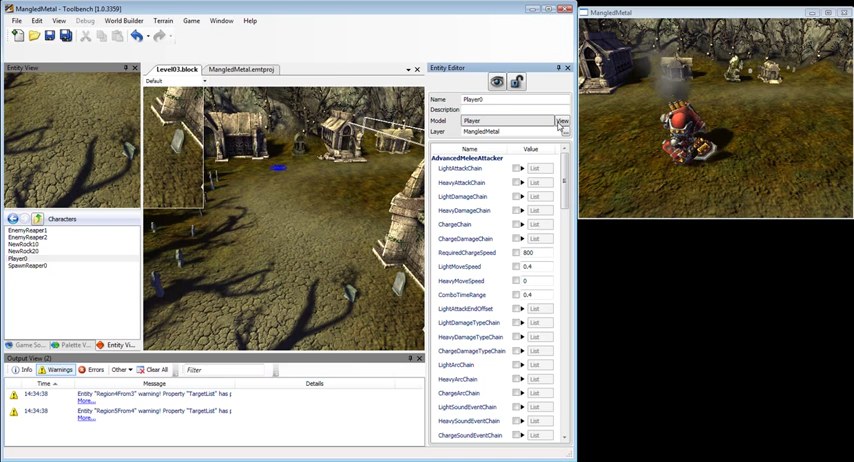 MangledMetal - Toolbench [1.0.3359]
File Edit View Debug World Builder Terrain Tools Window Help
Entity View
Characters
EnemyReaper1
EnemyReaper2
NewRock10
NewRock20
Player0
SpawnReaper0
Game So...
Palette V...
Entity Vi...
Level03.block
MangledMetal.emtproj
Default
Entity Editor
Name Player0
Description
Model Player View
Layer MangledMetal ...
Name Value
AdvancedMeleeAttacker
LightAttackChain List
HeavyAttackChain List
LightDamageChain List
HeavyDamageChain List
ChargeChain List
ChargeDamageChain List
RequiredChargeSpeed 800
LightMoveSpeed 0.4
HeavyMoveSpeed 0
ComboTimeRange 0.4
LightAttackEndOffset List
LightDamageTypeChain List
HeavyDamageTypeChain List
ChargeDamageTypeChain List
LightArcChain List
HeavyArcChain List
ChargeArcChain List
LightSoundEventChain List
HeavySoundEventChain List
ChargeSoundEventChain List
Output View (2)
Info Warnings Errors Other Clear All Filter
Time Message Details
14:34:38 Entity "Region4From3" warning! Property "TargetList" has p
More...
14:34:38 Entity "Region5From4" warning! Property "TargetList" has p
More...
MangledMetal